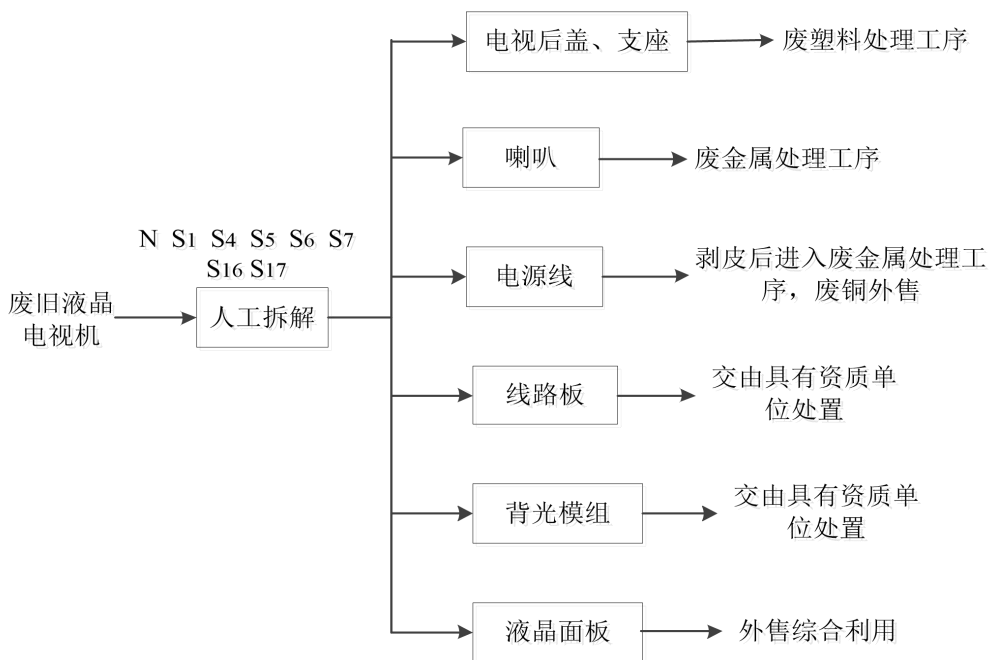 电视后盖、支座
废塑料处理工序
喇叭
废金属处理工序
N S1 S4 S5 S6 S7
S16 S17
电源线
剥皮后进入废金属处理工
序，废铜外售
废旧液晶
电视机
人工拆解
线路板
交由具有资质单
位处置
背光模组
交由具有资质单
位处置
液晶面板
外售综合利用